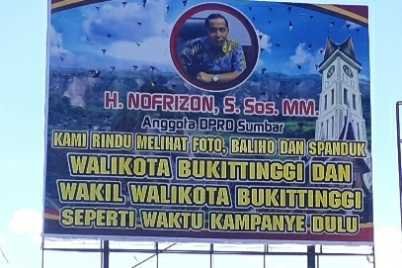 H. NOFRIZON, S. Sos. MM.
Anggota DPRD Sumbar
KAMI RINDU MELIHAT FOTO, BALIHO DAN SPANDUK
WALIKOTA BUKITTINGGI DAN
WAKIL WALIKOTA BUKITTINGGI
SEPERTI WAKTU KAMPANYE DULU